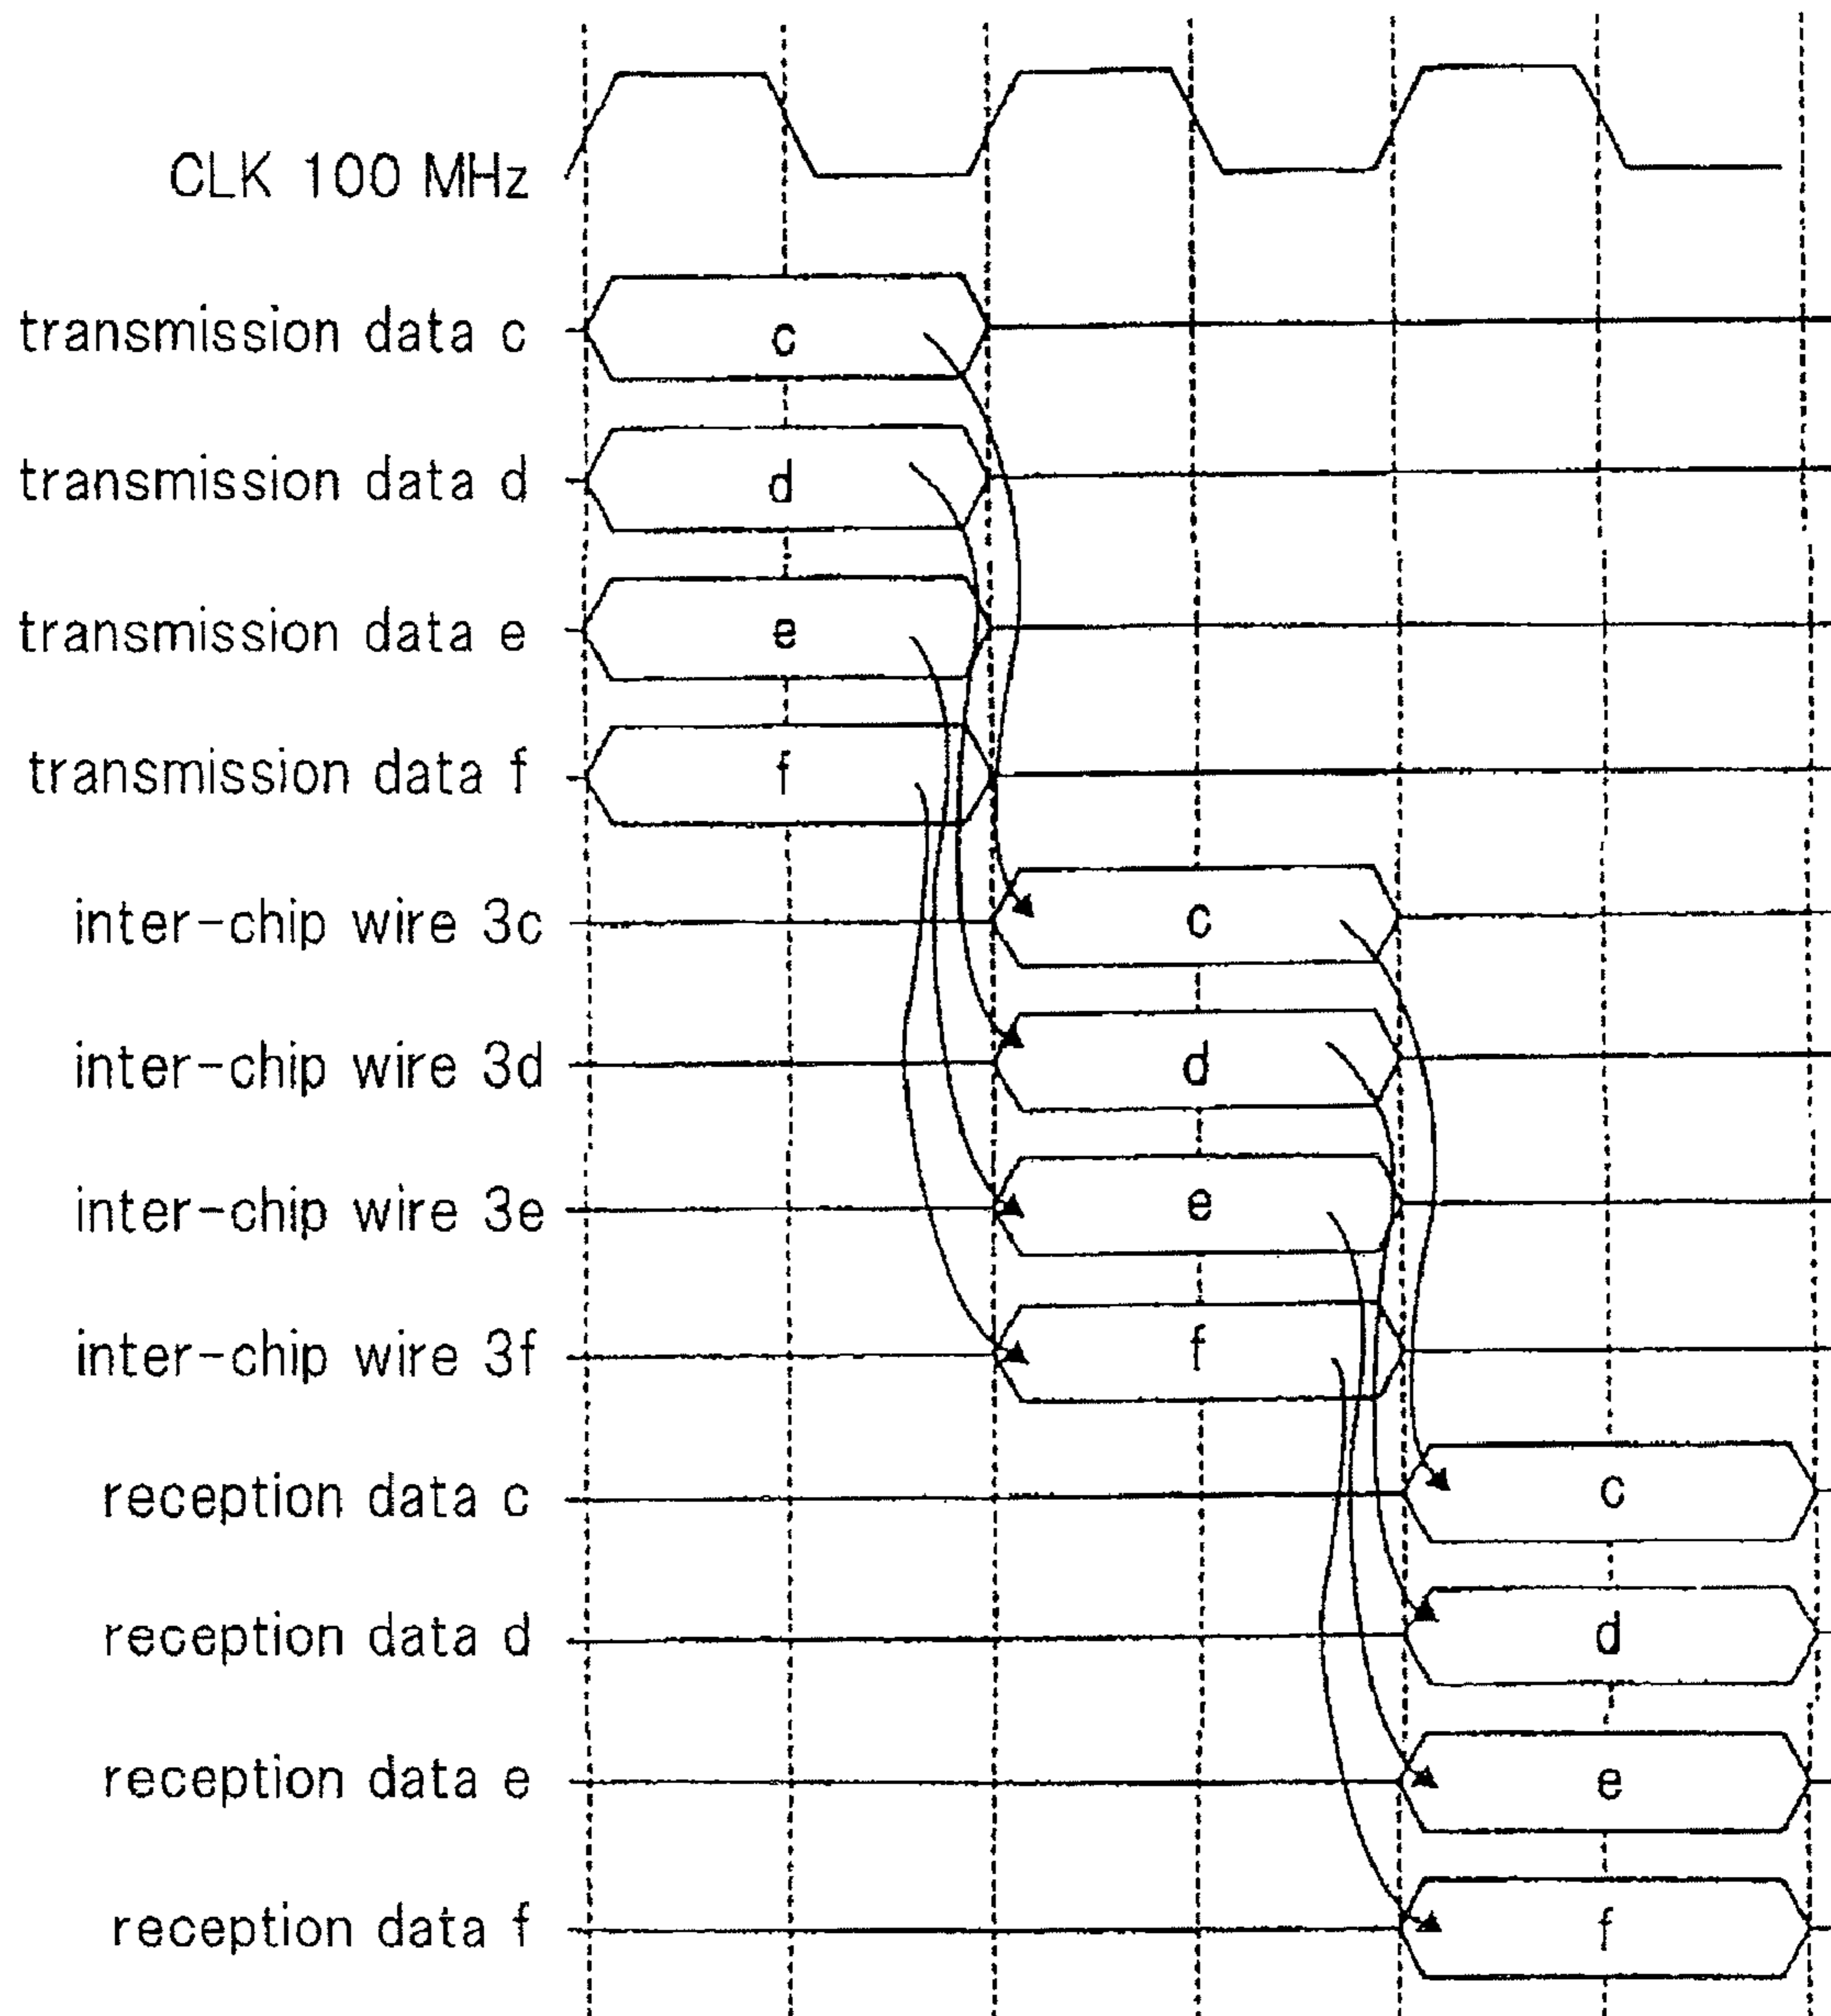 CLK 100 MHz
transmission data c
c
transmission data d
d
transmission data e
e
transmission data f
f
inter-chip wire 3c
c
inter-chip wire 3d
d
inter-chip wire 3e
e
inter-chip wire 3f
f
reception data c
c
reception data d
d
reception data e
e
reception data f
f